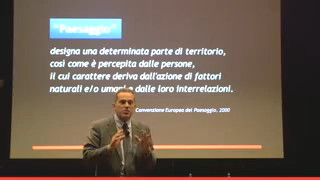 "Paesaggio"
designa una determinata parte di territorio,
così come è percepita dalle persone,
il cui carattere deriva dall'azione di fattori
naturali e/o umani e dalle loro interrelazioni.
Convenzione Europea del Paesaggio, 2000